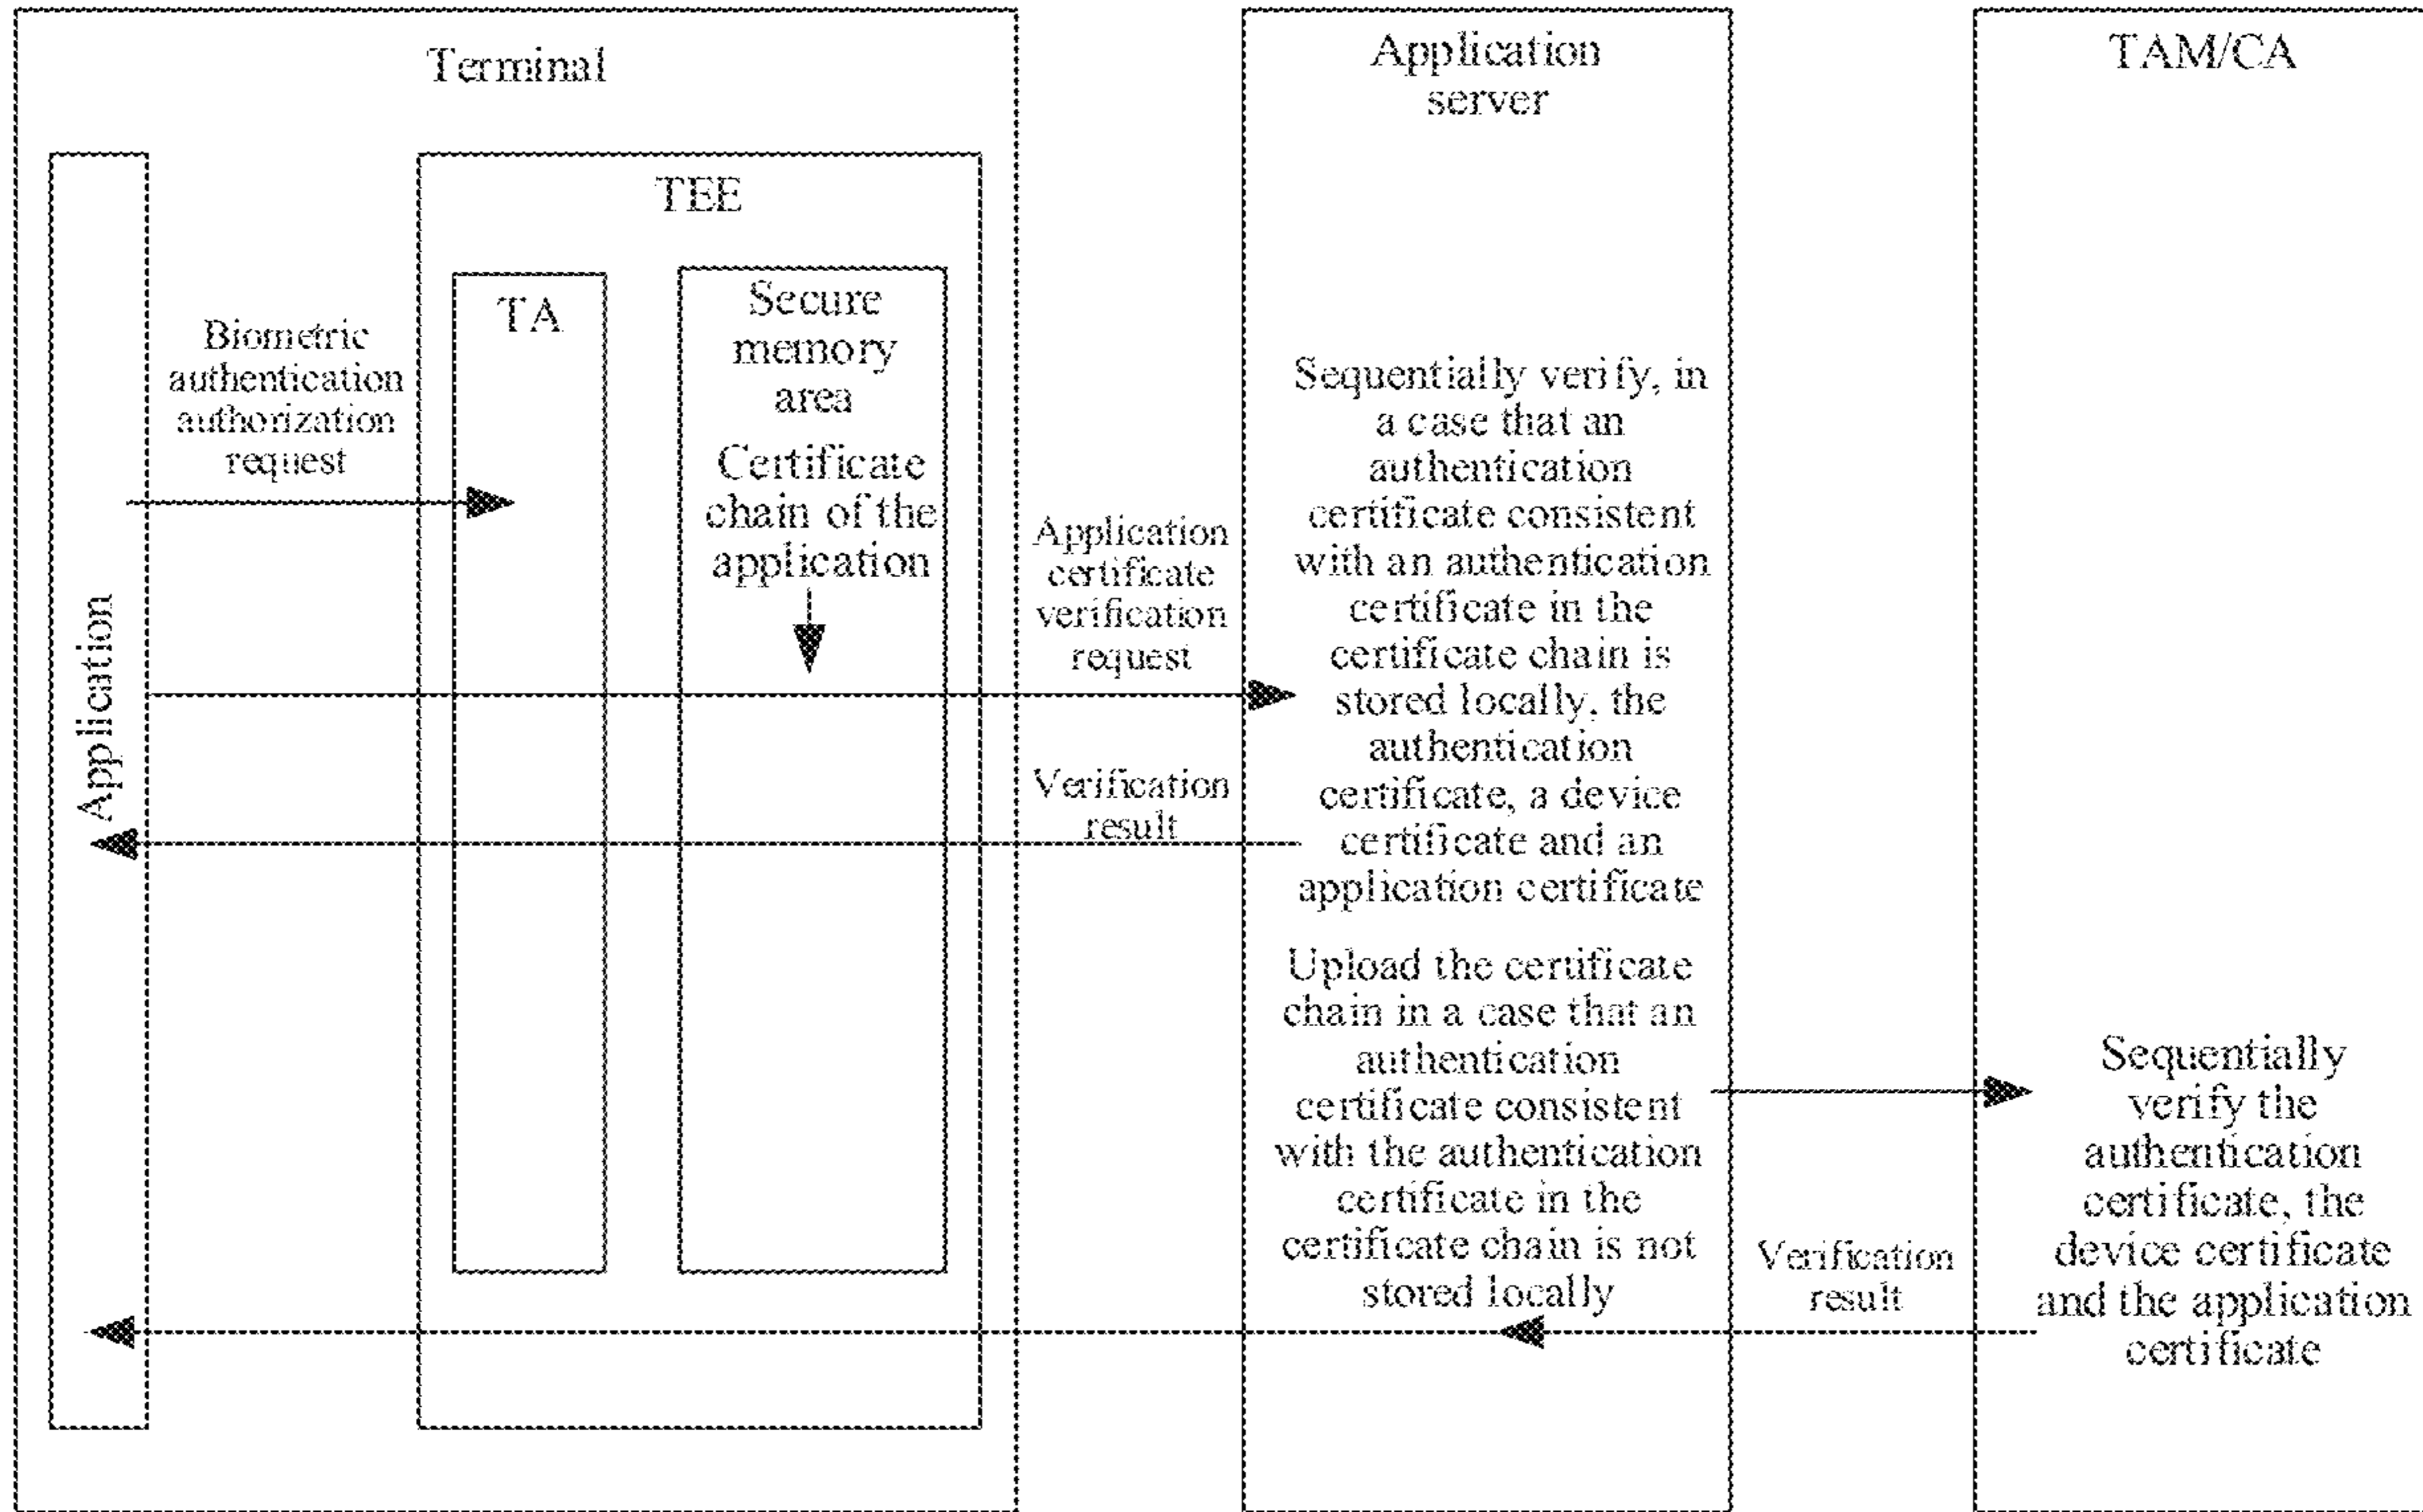 Terminal
Application
TEE
TA
Biometric
authentication
authorization
request
Secure
memory
area
Certificate
chain of the
application
Application
certificate
verification
request
Verification
result
Application
server
Sequentially verify, in
a case that an
authentication
certificate consistent
with an authentication
certificate in the
certificate chain is
stored locally, the
authentication
certificate, a device
certificate and an
application certificate
Upload the certificate
chain in a case that an
authentication
certificate consistent
with the authentication
certificate in the
certificate chain is not
stored locally
Verification
result
TAM/CA
Sequentially
verify the
authentication
certificate, the
device certificate
and the application
certificate